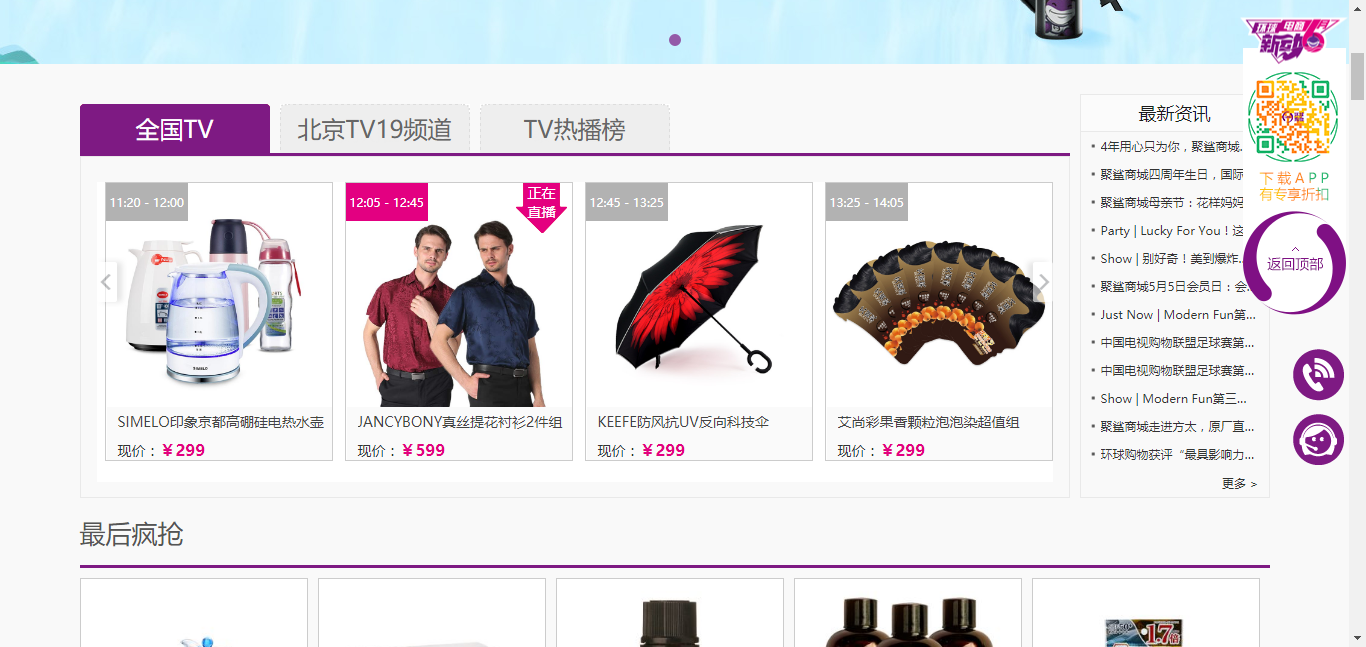 环球 电商
新动6月
全国TV
北京TV19频道
TV热播榜
11:20 - 12:00
SIMELO印象京都高硼硅电热水壶
现价：￥299
12:05 - 12:45
正在
直播
JANCYBONY真丝提花衬衫2件组
现价：￥599
12:45 - 13:25
KEEFE防风抗UV反向科技伞
现价：￥299
13:25 - 14:05
艾尚彩果香颗粒泡泡染超值组
现价：￥299
最新资讯
4年用心只为你，聚鲨商城...
聚鲨商城四周年生日，国际
聚鲨商城母亲节：花样妈妈
Party | Lucky For You！这
Show | 别好奇！美到爆炸...
聚鲨商城5月5日会员日：会...
Just Now | Modern Fun第...
中国电视购物联盟足球赛第...
中国电视购物联盟足球赛第...
Show | Modern Fun第三...
聚鲨商城走进方太，原厂直...
环球购物获评“最具影响力...
更多 >
下载APP
有专享折扣
返回顶部
最后疯抢
1.7倍